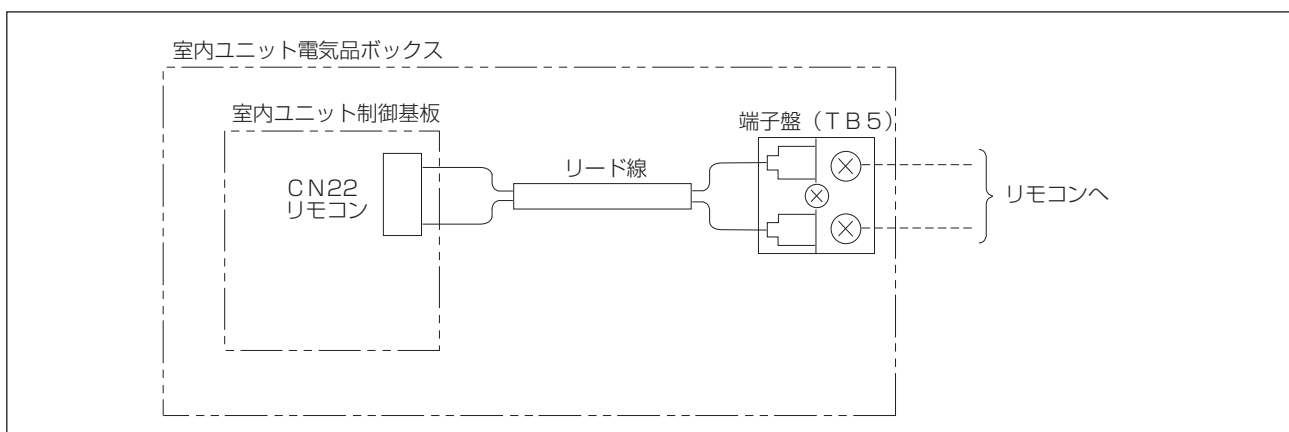 室内ユニット電気品ボックス
室内ユニット制御基板
端子盤（ＴＢ５）
リード線
ＣＮ22
リモコン
リモコンへ